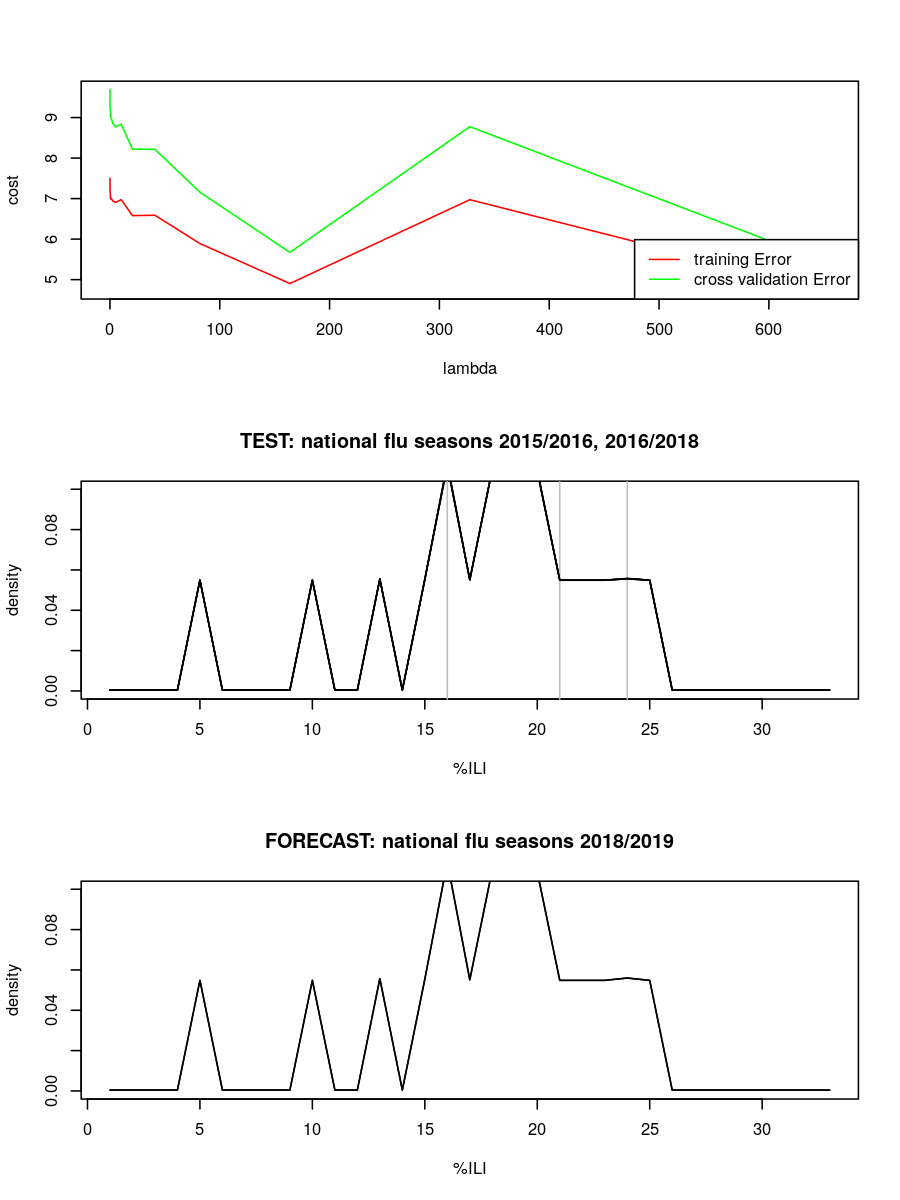 cost
5 6 7 8 9
training Error
cross validation Error
0 100 200 300 400 500 600
lambda
TEST: national flu seasons 2015/2016, 2016/2018
density
0.00 0.04 0.08
0 5 10 15 20 25 30
%ILI
FORECAST: national flu seasons 2018/2019
density
0.00 0.04 0.08
0 5 10 15 20 25 30
%ILI